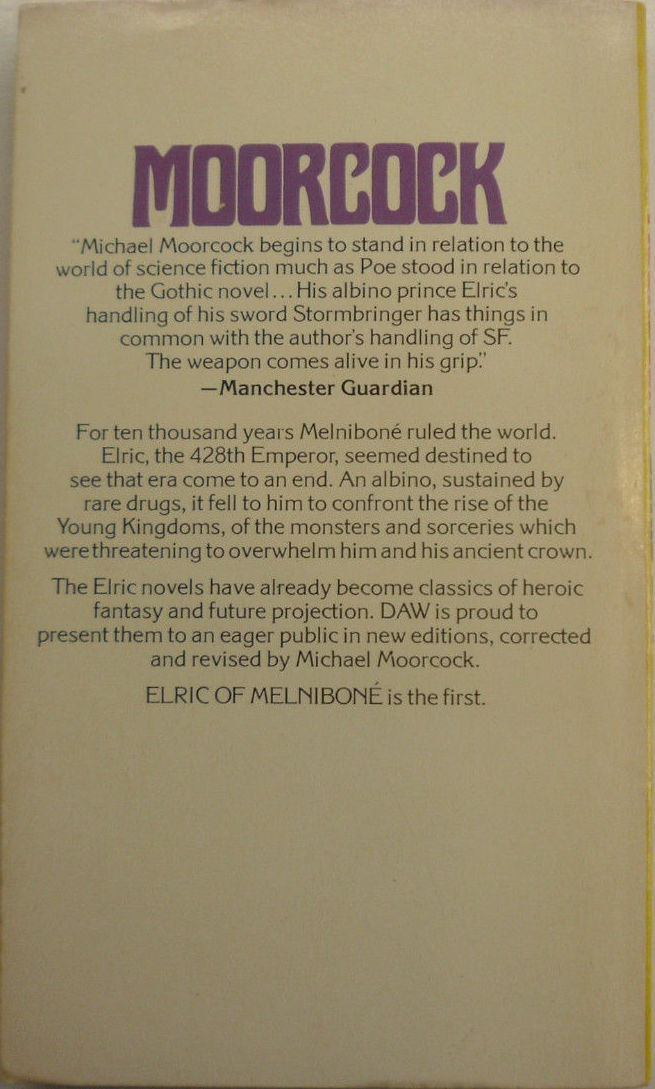 MOORCOCK
“Michael Moorcock begins to stand in relation to the
world of science fiction much as Poe stood in relation to
the Gothic novel...His albino prince Elric's
handling of his sword Stormbringer has things in
common with the author's handling of SF.
The weapon comes alive in his grip.”
—Manchester Guardian
For ten thousand years Melniboné ruled the world.
Elric, the 428th Emperor, seemed destined to
see that era come to an end. An albino, sustained by
rare drugs, it fell to him to confront the rise of the
Young Kingdoms, of the monsters and sorceries which
were threatening to overwhelm him and his ancient crown.
The Elric novels have already become classics of heroic
fantasy and future projection. DAW is proud to
present them to an eager public in new editions, corrected
and revised by Michael Moorcock.
ELRIC OF MELNIBONÉ is the first.